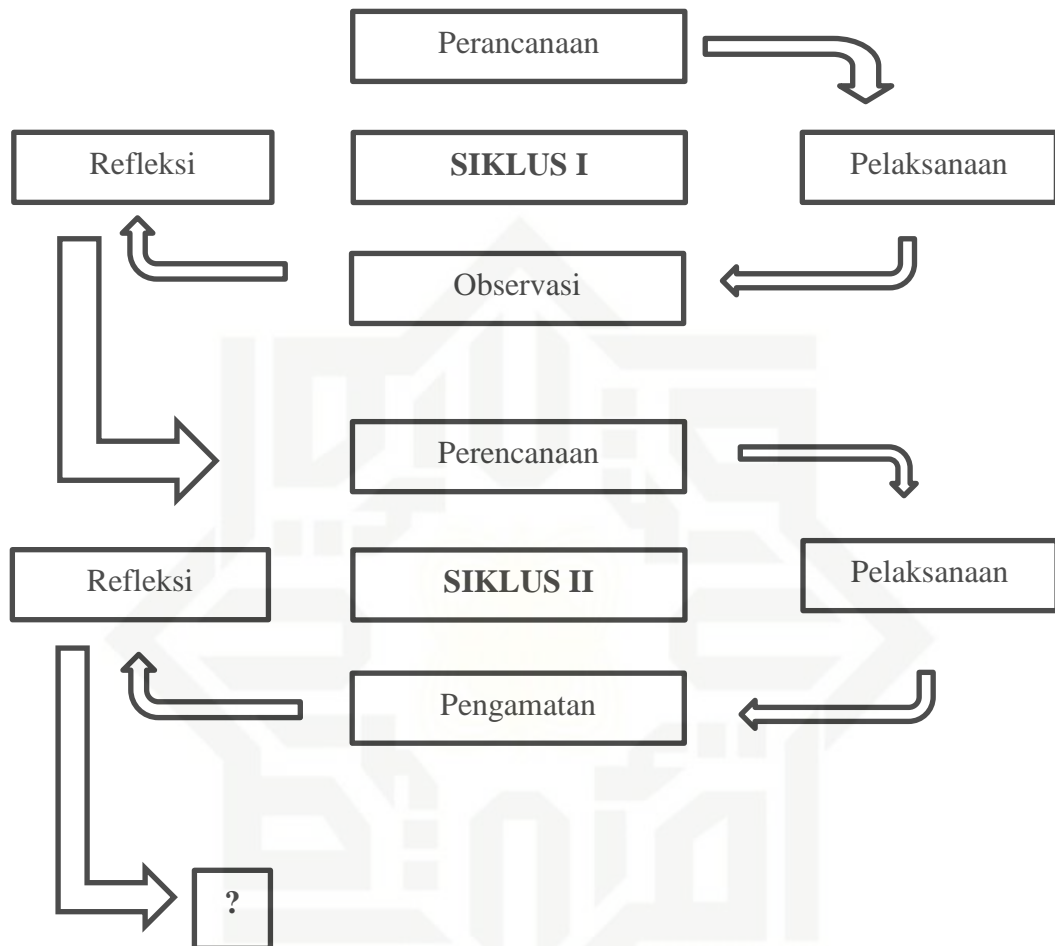 Perancanaan
Refleksi
SIKLUS I
Pelaksanaan
Observasi
Perencanaan
Refleksi
SIKLUS II
Pelaksanaan
Pengamatan
?